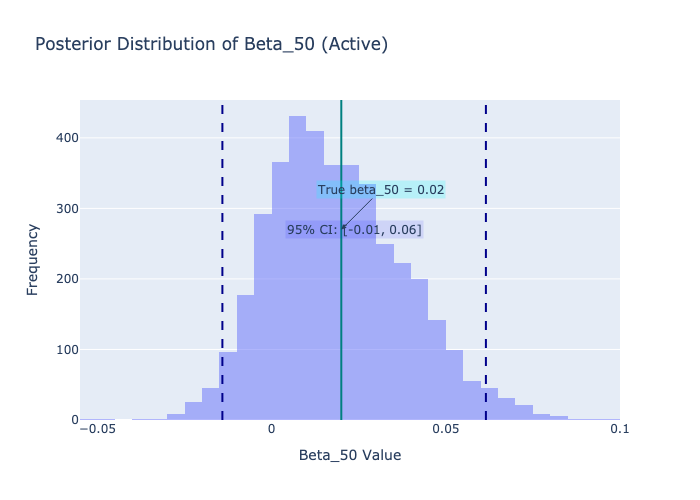 Posterior Distribution of Beta_50 (Active)
Frequency
400
300
200
100
0
True beta_50 = 0.02
95% CI: [-0.01, 0.06]
−0.05
0
0.05
0.1
Beta_50 Value